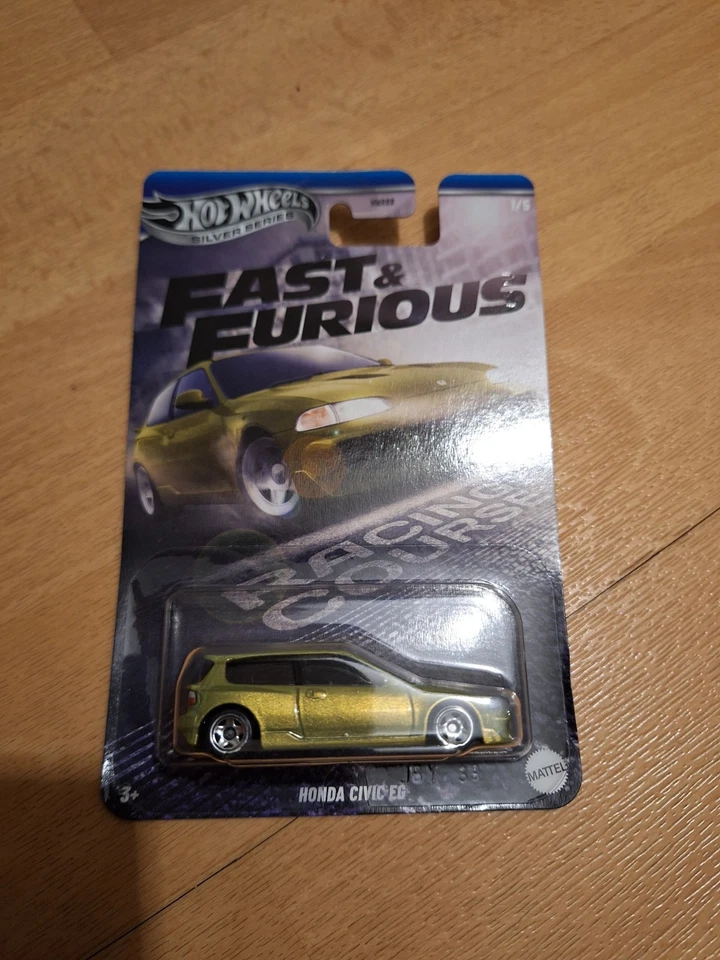 Hot Wheels
SILVER SERIES
1/5
FAST &
FURIOUS
RACING
COURSE
MATTEL
3+
HONDA CIVIC EG